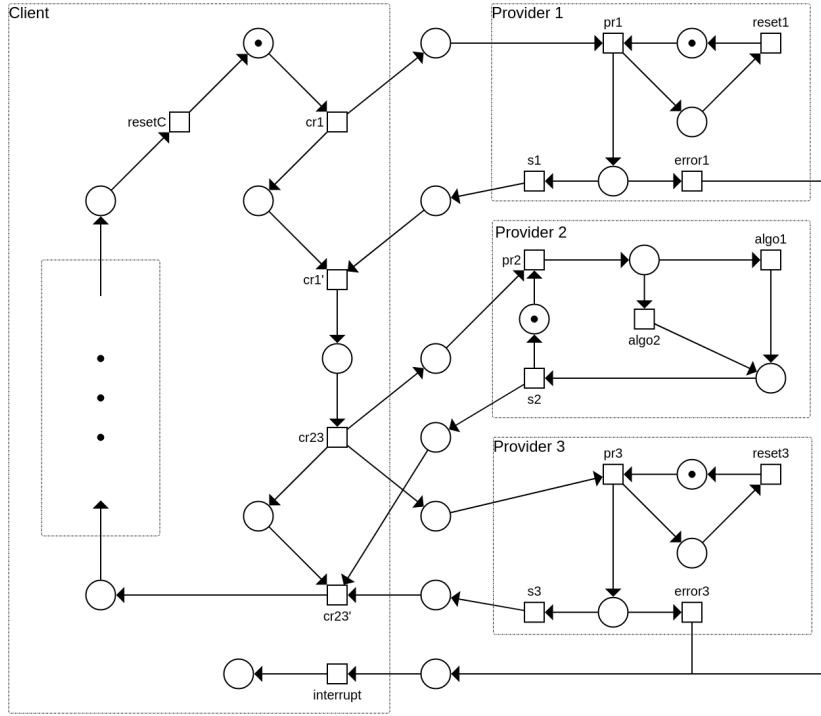 Client
Provider 1
pr1
reset1
resetC
cr1
s1
error1
Provider 2
pr2
algo1
cr1'
algo2
s2
cr23
Provider 3
pr3
reset3
s3
error3
cr23'
interrupt